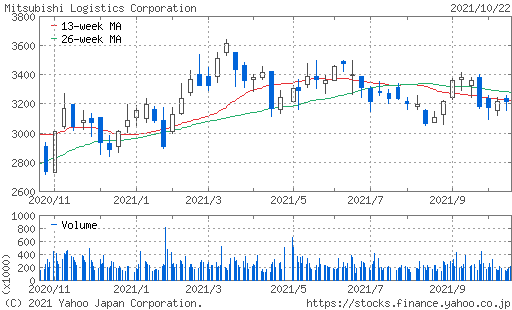 Mitsubishi Logistics Corporation 2021/10/22
3800
13-week MA
26-week MA
3600
3400
3200
3000
2800
2600
2020/11 2021/1 2021/3 2021/5 2021/7 2021/9
1000
Volume
800
600
400
200
0
(x1000)
2020/11 2021/1 2021/3 2021/5 2021/7 2021/9
(C) 2021 Yahoo Japan Corporation. https://stocks.finance.yahoo.co.jp/